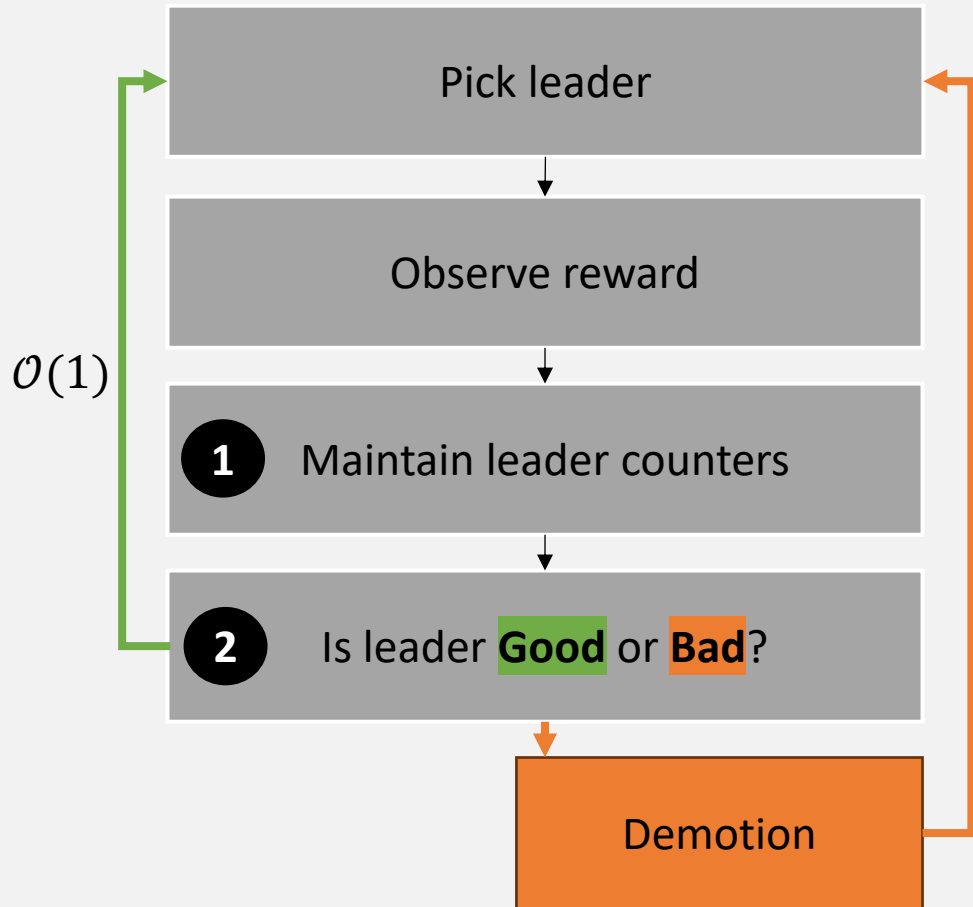 Pick leader
Observe reward
𝒪(1)
1 Maintain leader counters
2 Is leader Good or Bad?
Demotion